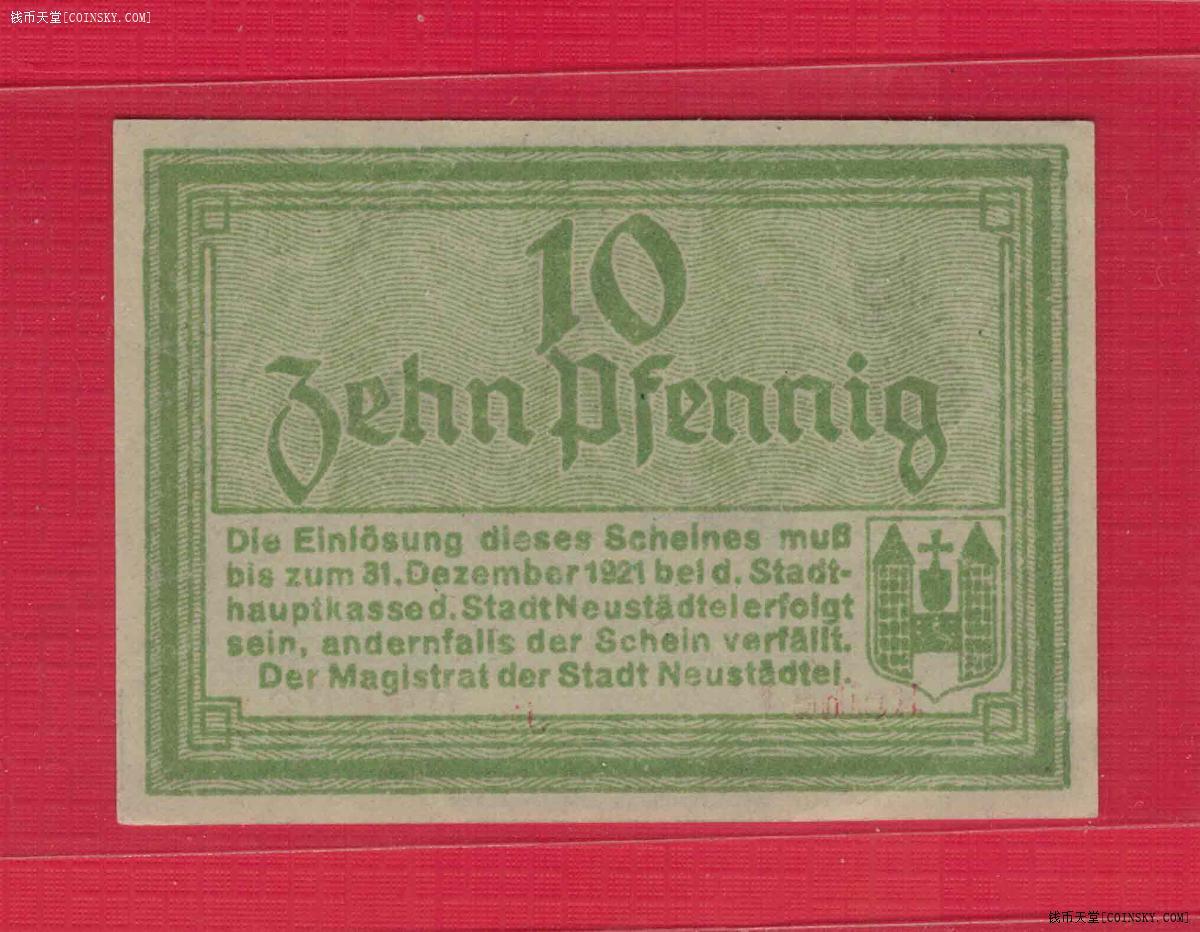 钱币天堂[COINSKY.COM]
10
Zehn Pfennig
Die Einlösung dieses Scheines muß
bis zum 31. Dezember 1921 bei d. Stadt-
hauptkasse d. Stadt Neustädtel erfolgt
sein, andernfalls der Schein verfällt.
Der Magistrat der Stadt Neustädtel.
钱币天堂[COINSKY.COM]